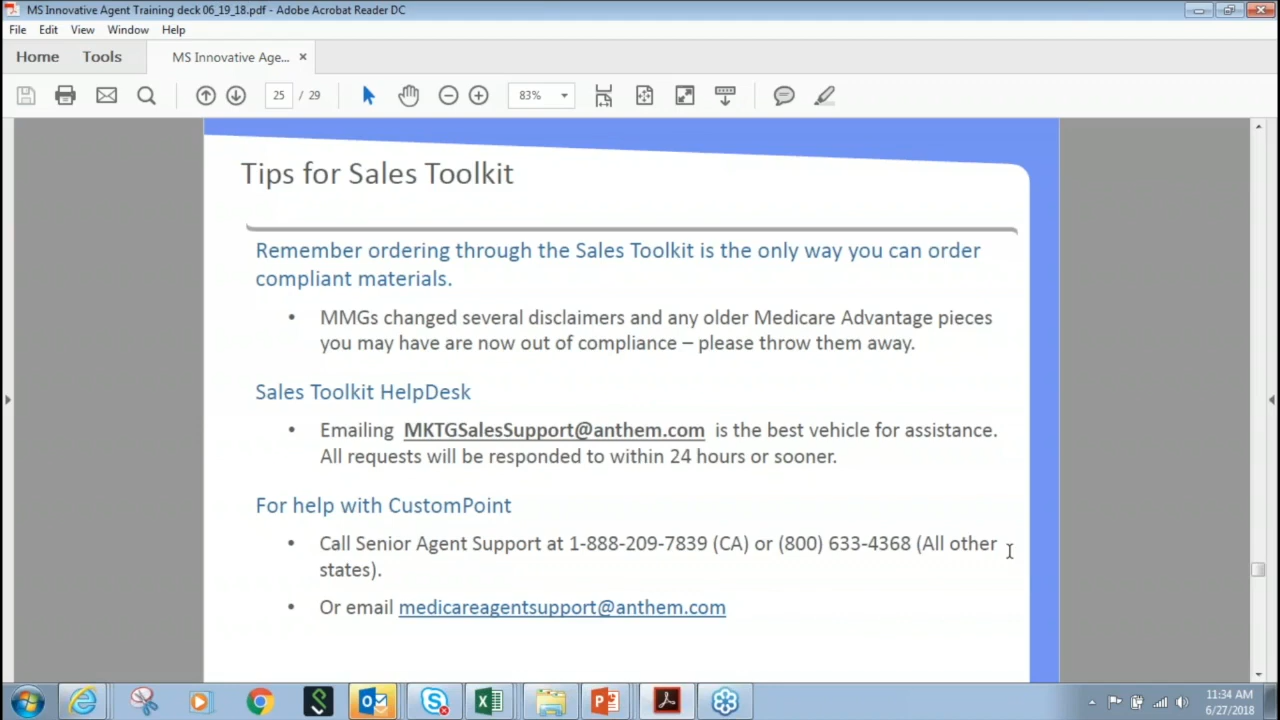 MS Innovative Agent Training deck 06_19_18.pdf - Adobe Acrobat Reader DC
File Edit View Window Help
Home Tools MS Innovative Age... ×
25 / 29 83%
Tips for Sales Toolkit
Remember ordering through the Sales Toolkit is the only way you can order
compliant materials.
• MMGs changed several disclaimers and any older Medicare Advantage pieces
you may have are now out of compliance – please throw them away.
Sales Toolkit HelpDesk
• Emailing MKTGSalesSupport@anthem.com is the best vehicle for assistance.
All requests will be responded to within 24 hours or sooner.
For help with CustomPoint
• Call Senior Agent Support at 1-888-209-7839 (CA) or (800) 633-4368 (All other
states).
• Or email medicareagentsupport@anthem.com
11:34 AM
6/27/2018